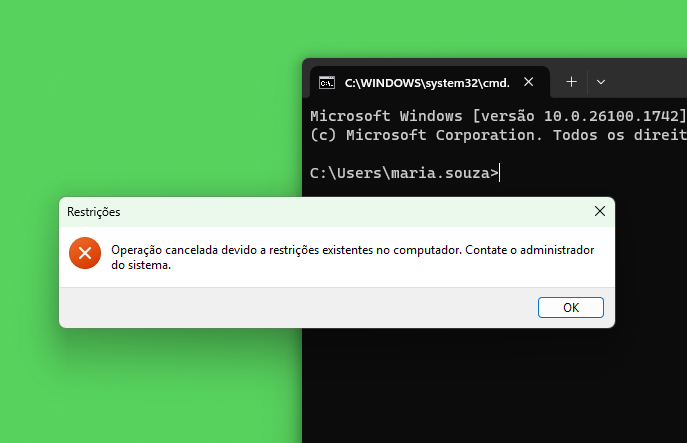 C:\WINDOWS\system32\cmd.
Microsoft Windows [versão 10.0.26100.1742]
(c) Microsoft Corporation. Todos os direit
C:\Users\maria.souza>
Restrições
Operação cancelada devido a restrições existentes no computador. Contate o administrador
do sistema.
OK